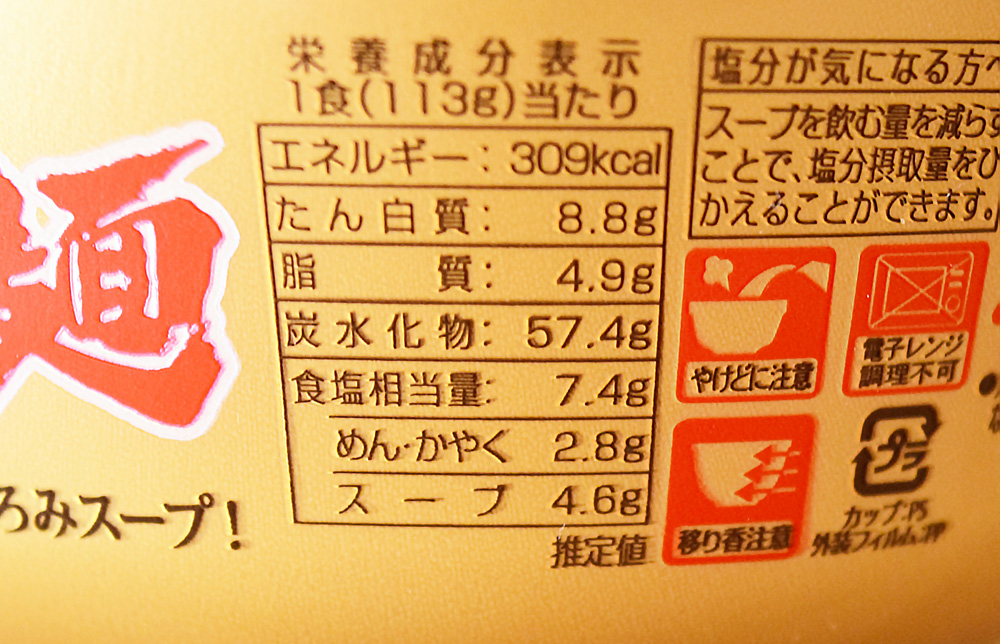 栄養成分表示
1食(113g)当たり
エネルギー: 309kcal
たん白質: 8.8g
脂質: 4.9g
炭水化物: 57.4g
食塩相当量: 7.4g
めん・かやく 2.8g
スープ 4.6g
推定値
塩分が気になる方へ
スープを飲む量を減らす
ことで、塩分摂取量をひ
かえることができます。
やけどに注意
電子レンジ
調理不可
移り香注意
プラ
カップ:PS
外装フィルム:PP
麺
ろみスープ!